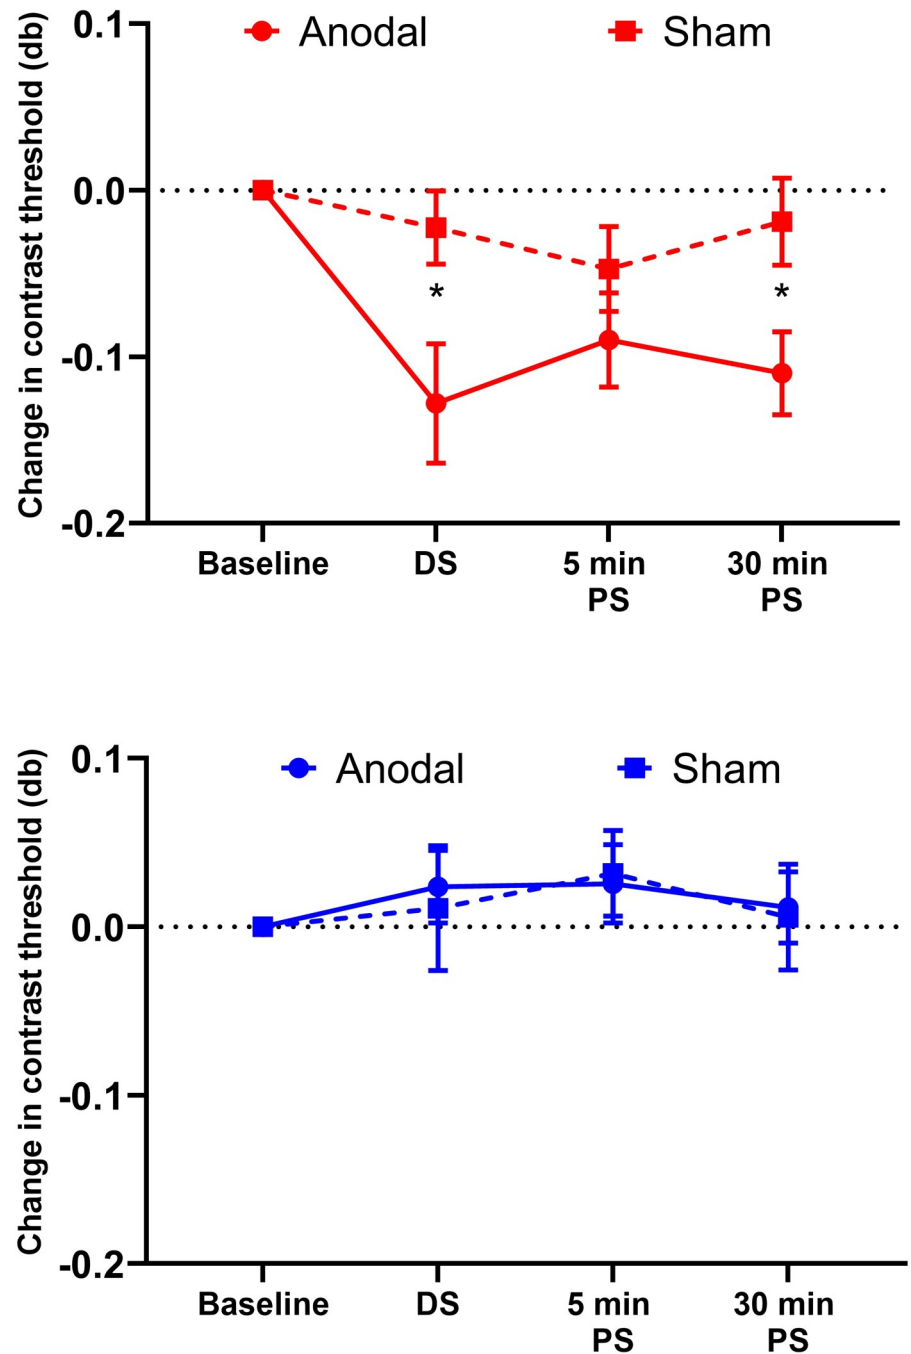 Anodal Sham
Change in contrast threshold (db)
0.1
0.0
-0.1
-0.2
*
*
Baseline DS 5 min 30 min
PS PS
Anodal Sham
Change in contrast threshold (db)
0.1
0.0
-0.1
-0.2
Baseline DS 5 min 30 min
PS PS